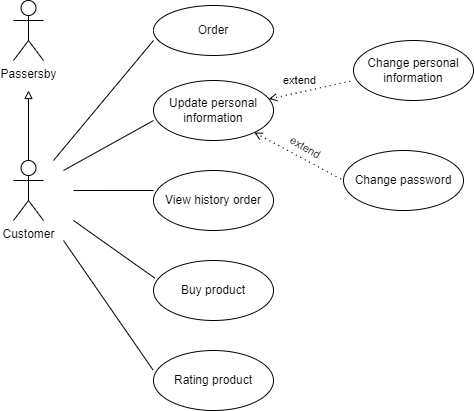 Order
Change personal
information
Passersby
extend
Update personal
information
extend
Change password
View history order
Customer
Buy product
Rating product